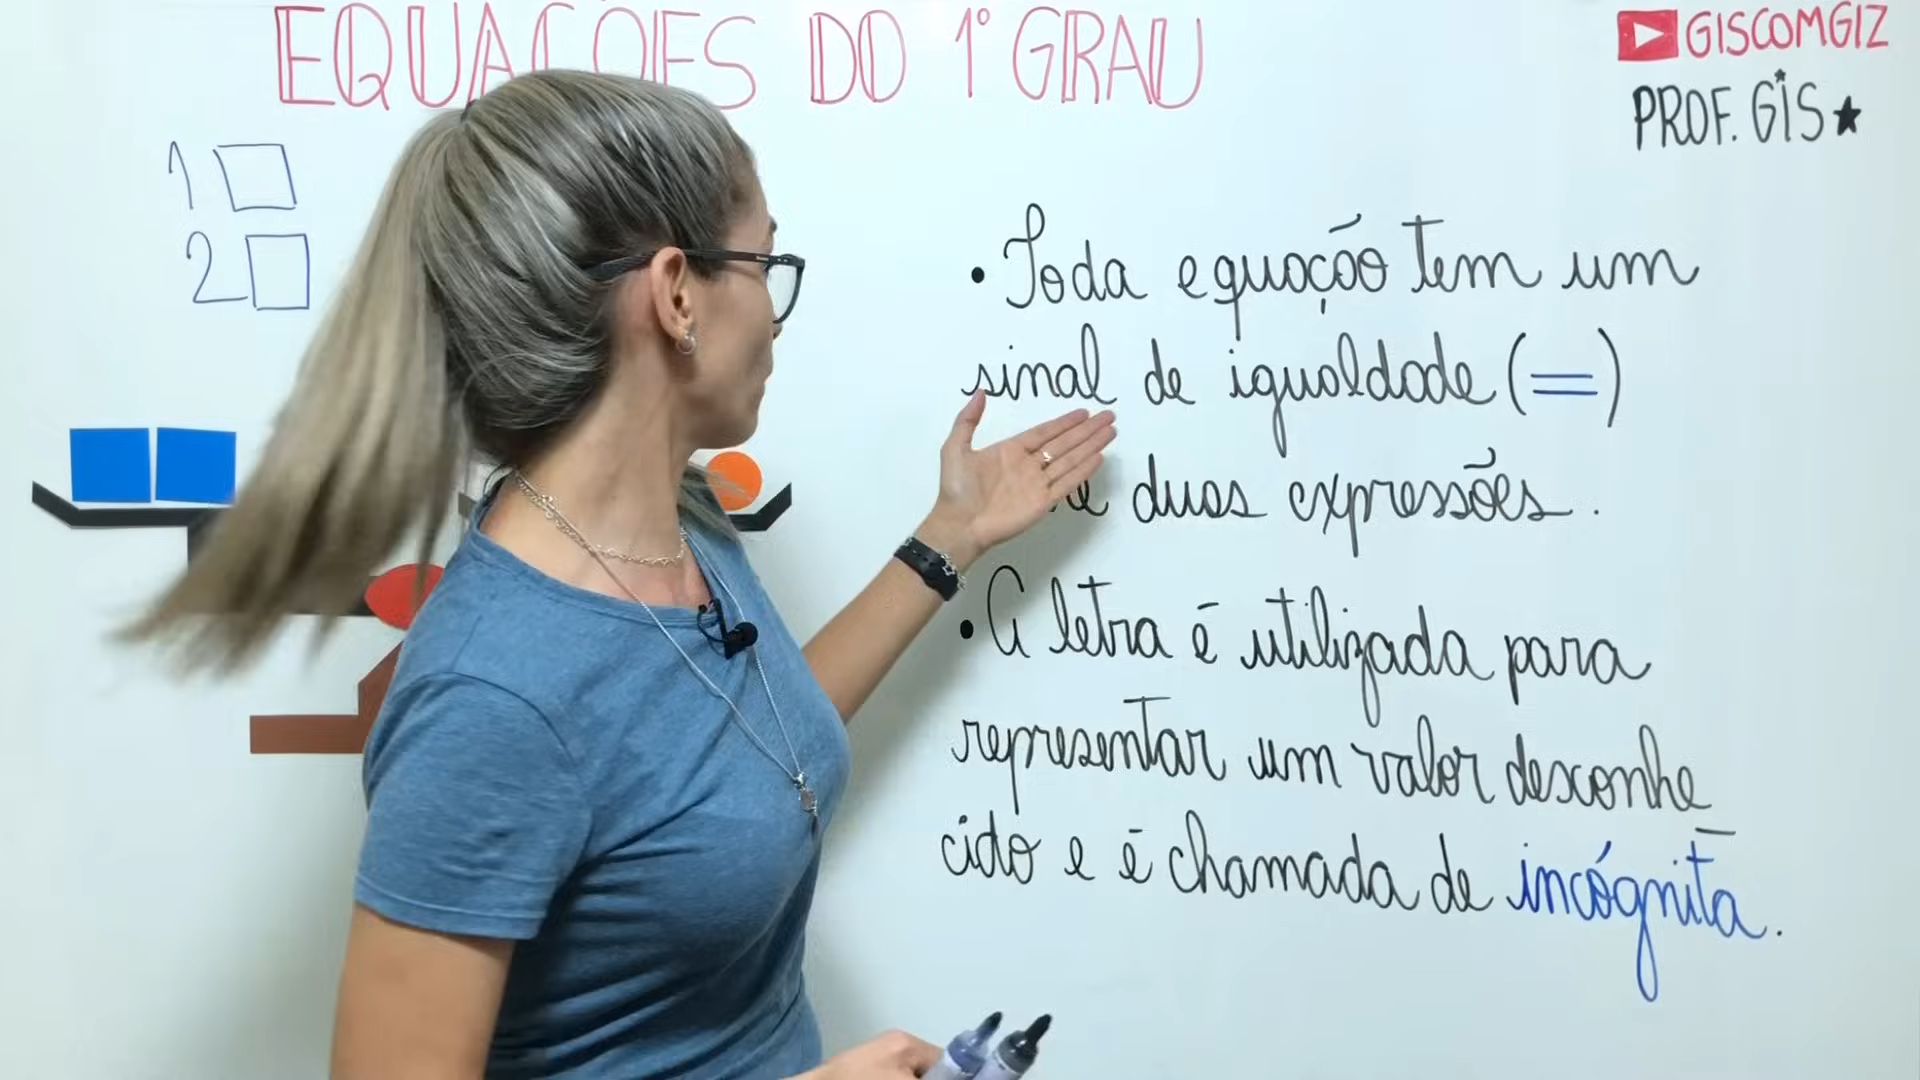 EQUAÇÕES DO 1º GRAU
GISCOMGIZ
PROF. GIS
1
2
• Toda equação tem um
sinal de igualdade (=)
duas expressões.
• A letra é utilizada para
representar um valor desconhe
cido e é chamada de incógnita.